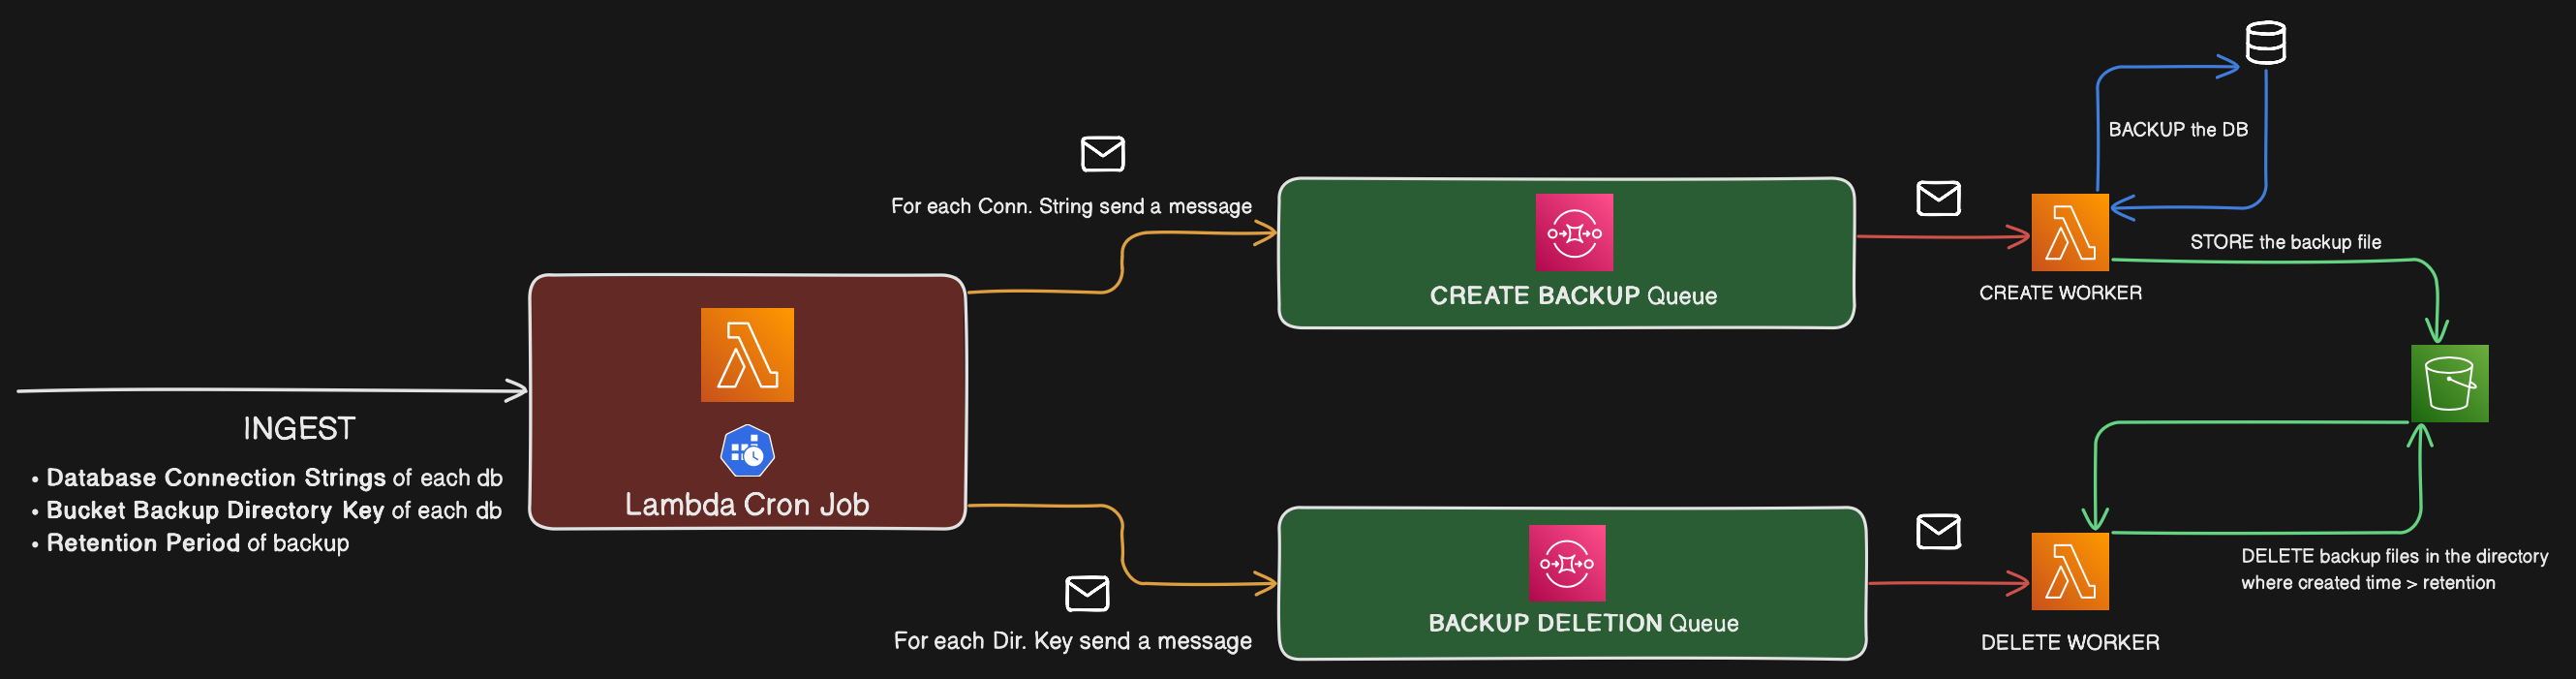 INGEST
• Database Connection Strings of each db
• Bucket Backup Directory Key of each db
• Retention Period of backup
Lambda Cron Job
For each Conn. String send a message
CREATE BACKUP Queue
CREATE WORKER
BACKUP the DB
STORE the backup file
For each Dir. Key send a message
BACKUP DELETION Queue
DELETE WORKER
DELETE backup files in the directory
where created time > retention